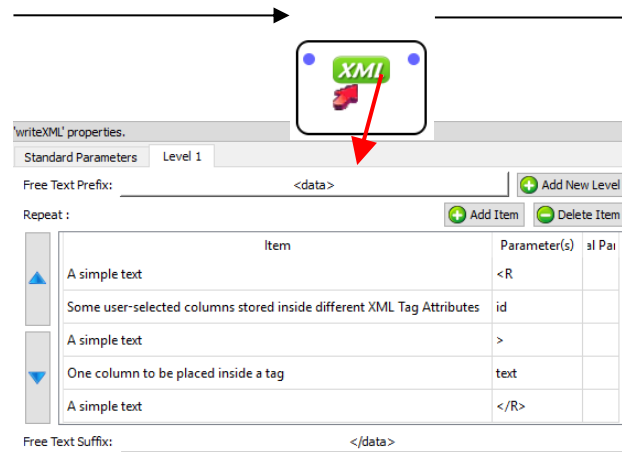 XML
'writeXML' properties.
Standard Parameters Level 1
Free Text Prefix: <data> Add New Level
Repeat : Add Item Delete Item
Item Parameter(s) al Par
A simple text <R
Some user-selected columns stored inside different XML Tag Attributes id
A simple text >
One column to be placed inside a tag text
A simple text </R>
Free Text Suffix: </data>